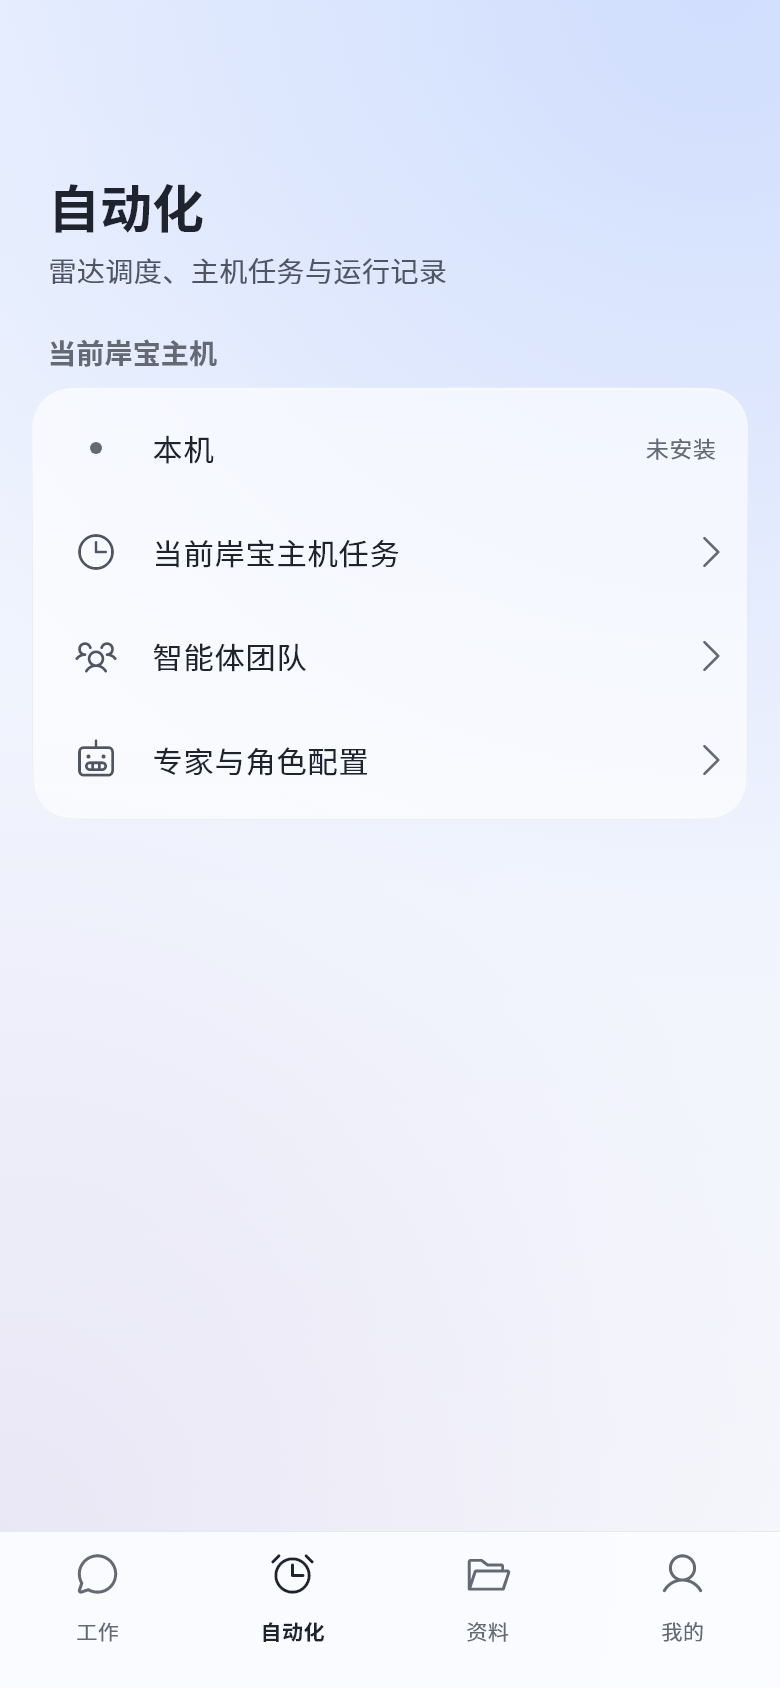 自动化
雷达调度、主机任务与运行记录
当前岸宝主机
本机
未安装
当前岸宝主机任务
智能体团队
专家与角色配置
工作
自动化
资料
我的